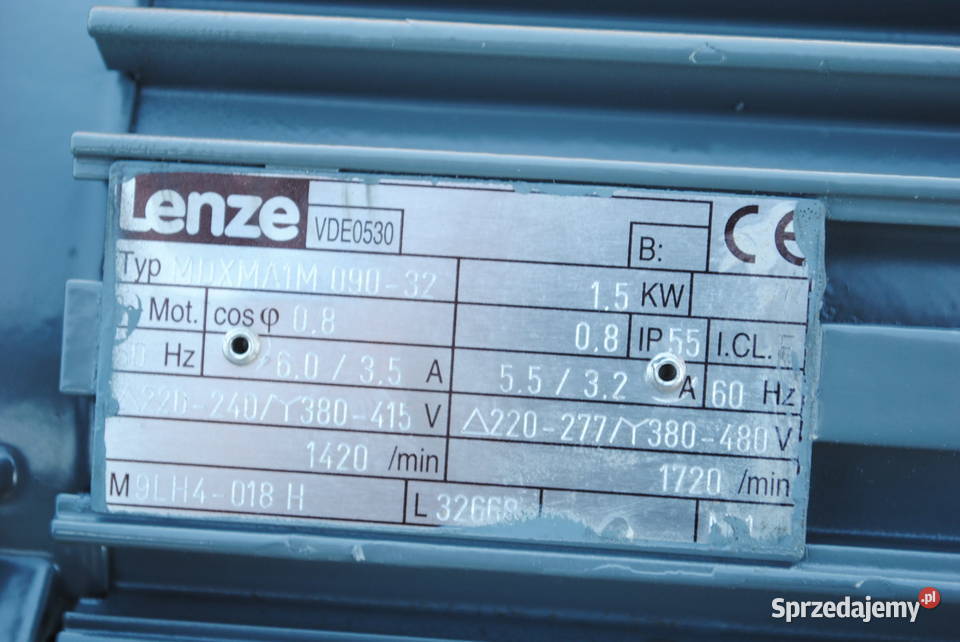 Lenze VDE0530 B: CE
Typ MDXMA1M 090-32 1.5 KW
Mot. cos φ 0.8 0.8 IP 55 I.CL. F
Hz 6.0 / 3.5 A 5.5 / 3.2 A 60 Hz
△220-240/Y380-415 V △220-277/Y380-480 V
1420 /min 1720 /min
M 9LH4-018 H L 32668
Sprzedajemy.pl